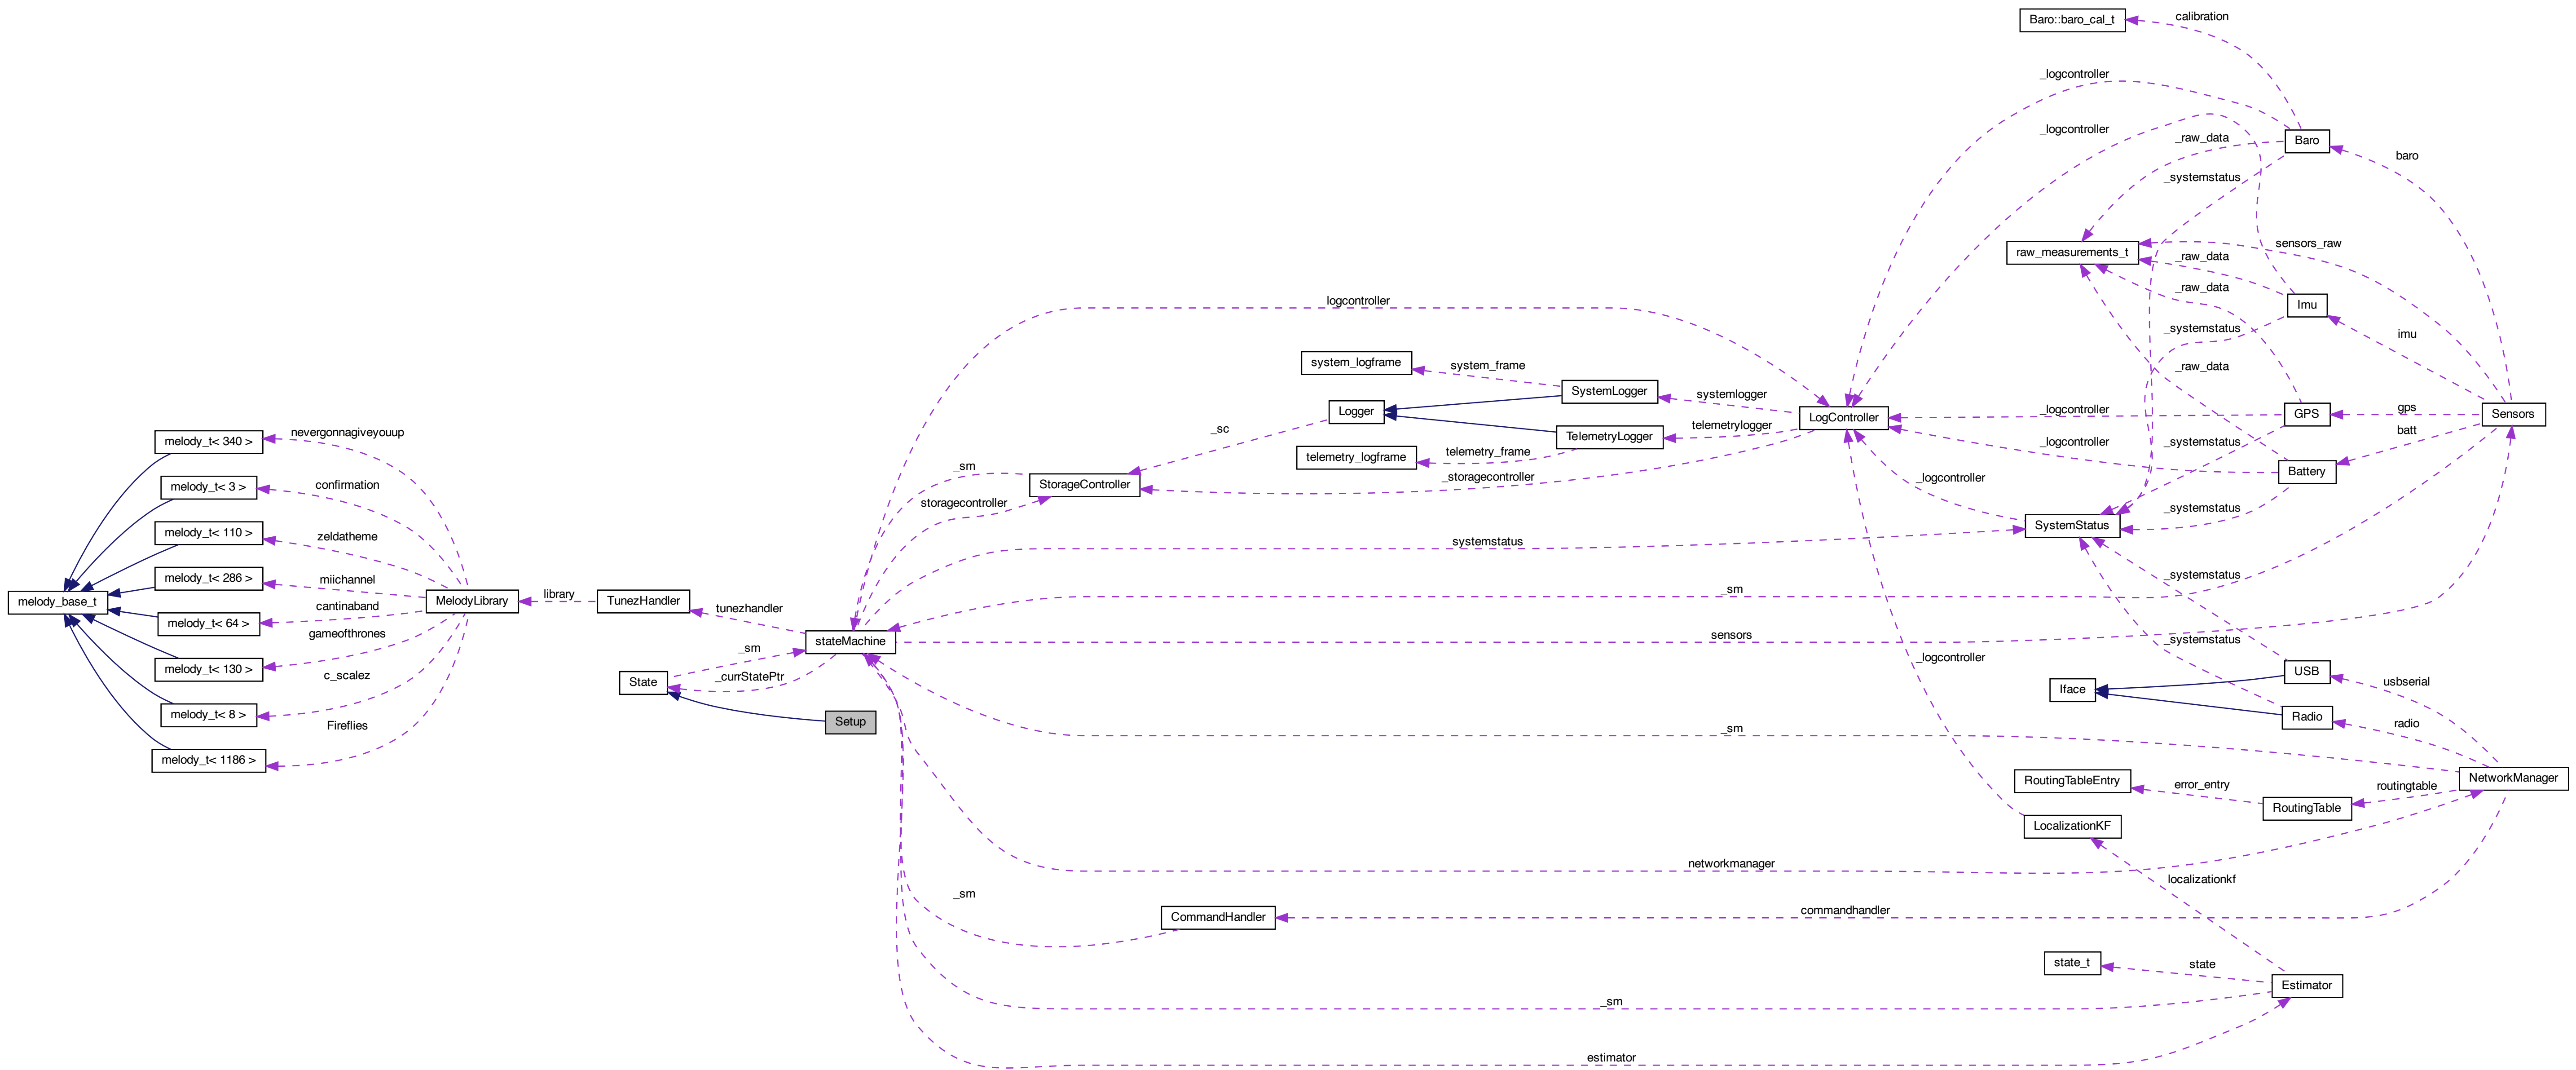 Baro::baro_cal_t
calibration
_logcontroller
_logcontroller
_raw_data
Baro
baro
_systemstatus
raw_measurements_t
sensors_raw
_raw_data
_raw_data
Imu
logcontroller
_systemstatus
imu
system_logframe
system_frame
_raw_data
SystemLogger
systemlogger
Logger
LogController
_logcontroller
GPS
gps
Sensors
_sc
TelemetryLogger
telemetrylogger
batt
nevergonnagiveyouup
melody_t< 340 >
telemetry_logframe
telemetry_frame
_logcontroller
_systemstatus
_sm
Battery
StorageController
_storagecontroller
_logcontroller
confirmation
melody_t< 3 >
storagecontroller
_systemstatus
SystemStatus
melody_t< 110 >
zeldatheme
systemstatus
melody_t< 286 >
miichannel
_systemstatus
melody_base_t
MelodyLibrary
library
TunezHandler
_sm
cantinaband
tunezhandler
melody_t< 64 >
gameofthrones
stateMachine
sensors
_systemstatus
_sm
melody_t< 130 >
_logcontroller
USB
c_scalez
State
_currStatePtr
Iface
usbserial
melody_t< 8 >
Setup
Radio
radio
Fireflies
_sm
melody_t< 1186 >
RoutingTableEntry
error_entry
NetworkManager
routingtable
RoutingTable
LocalizationKF
networkmanager
_sm
localizationkf
CommandHandler
commandhandler
state_t
state
Estimator
_sm
estimator